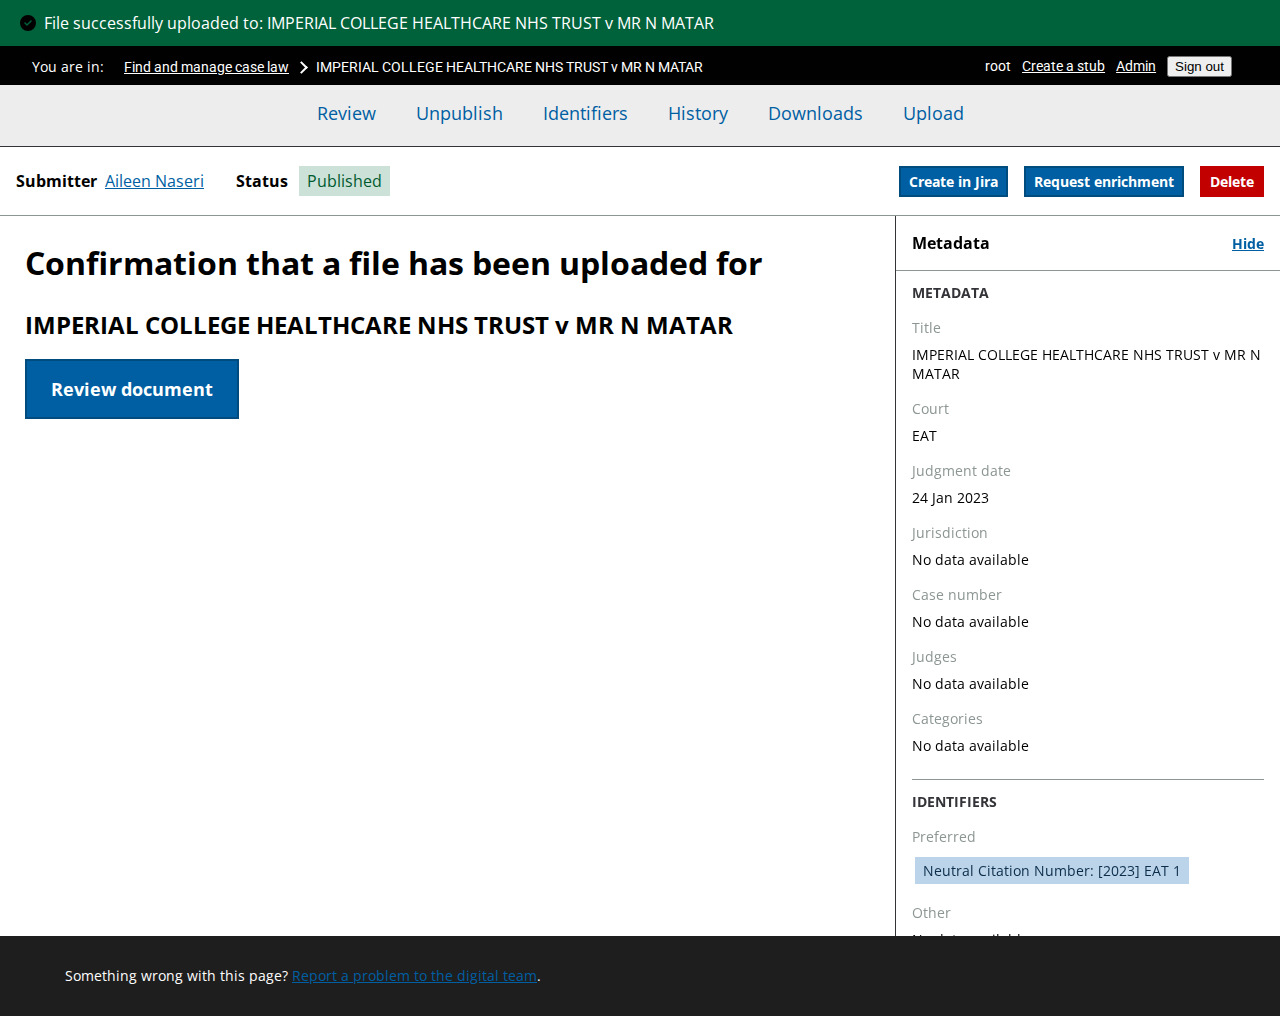 File successfully uploaded to: IMPERIAL COLLEGE HEALTHCARE NHS TRUST v MR N MATAR
You are in: Find and manage case law IMPERIAL COLLEGE HEALTHCARE NHS TRUST v MR N MATAR root Create a stub Admin Sign out
Review Unpublish Identifiers History Downloads Upload
Submitter Aileen Naseri Status Published Create in Jira Request enrichment Delete
Confirmation that a file has been uploaded for
IMPERIAL COLLEGE HEALTHCARE NHS TRUST v MR N MATAR
Review document
Metadata Hide
METADATA
Title
IMPERIAL COLLEGE HEALTHCARE NHS TRUST v MR N
MATAR
Court
EAT
Judgment date
24 Jan 2023
Jurisdiction
No data available
Case number
No data available
Judges
No data available
Categories
No data available
IDENTIFIERS
Preferred
Neutral Citation Number: [2023] EAT 1
Other
Something wrong with this page? Report a problem to the digital team.